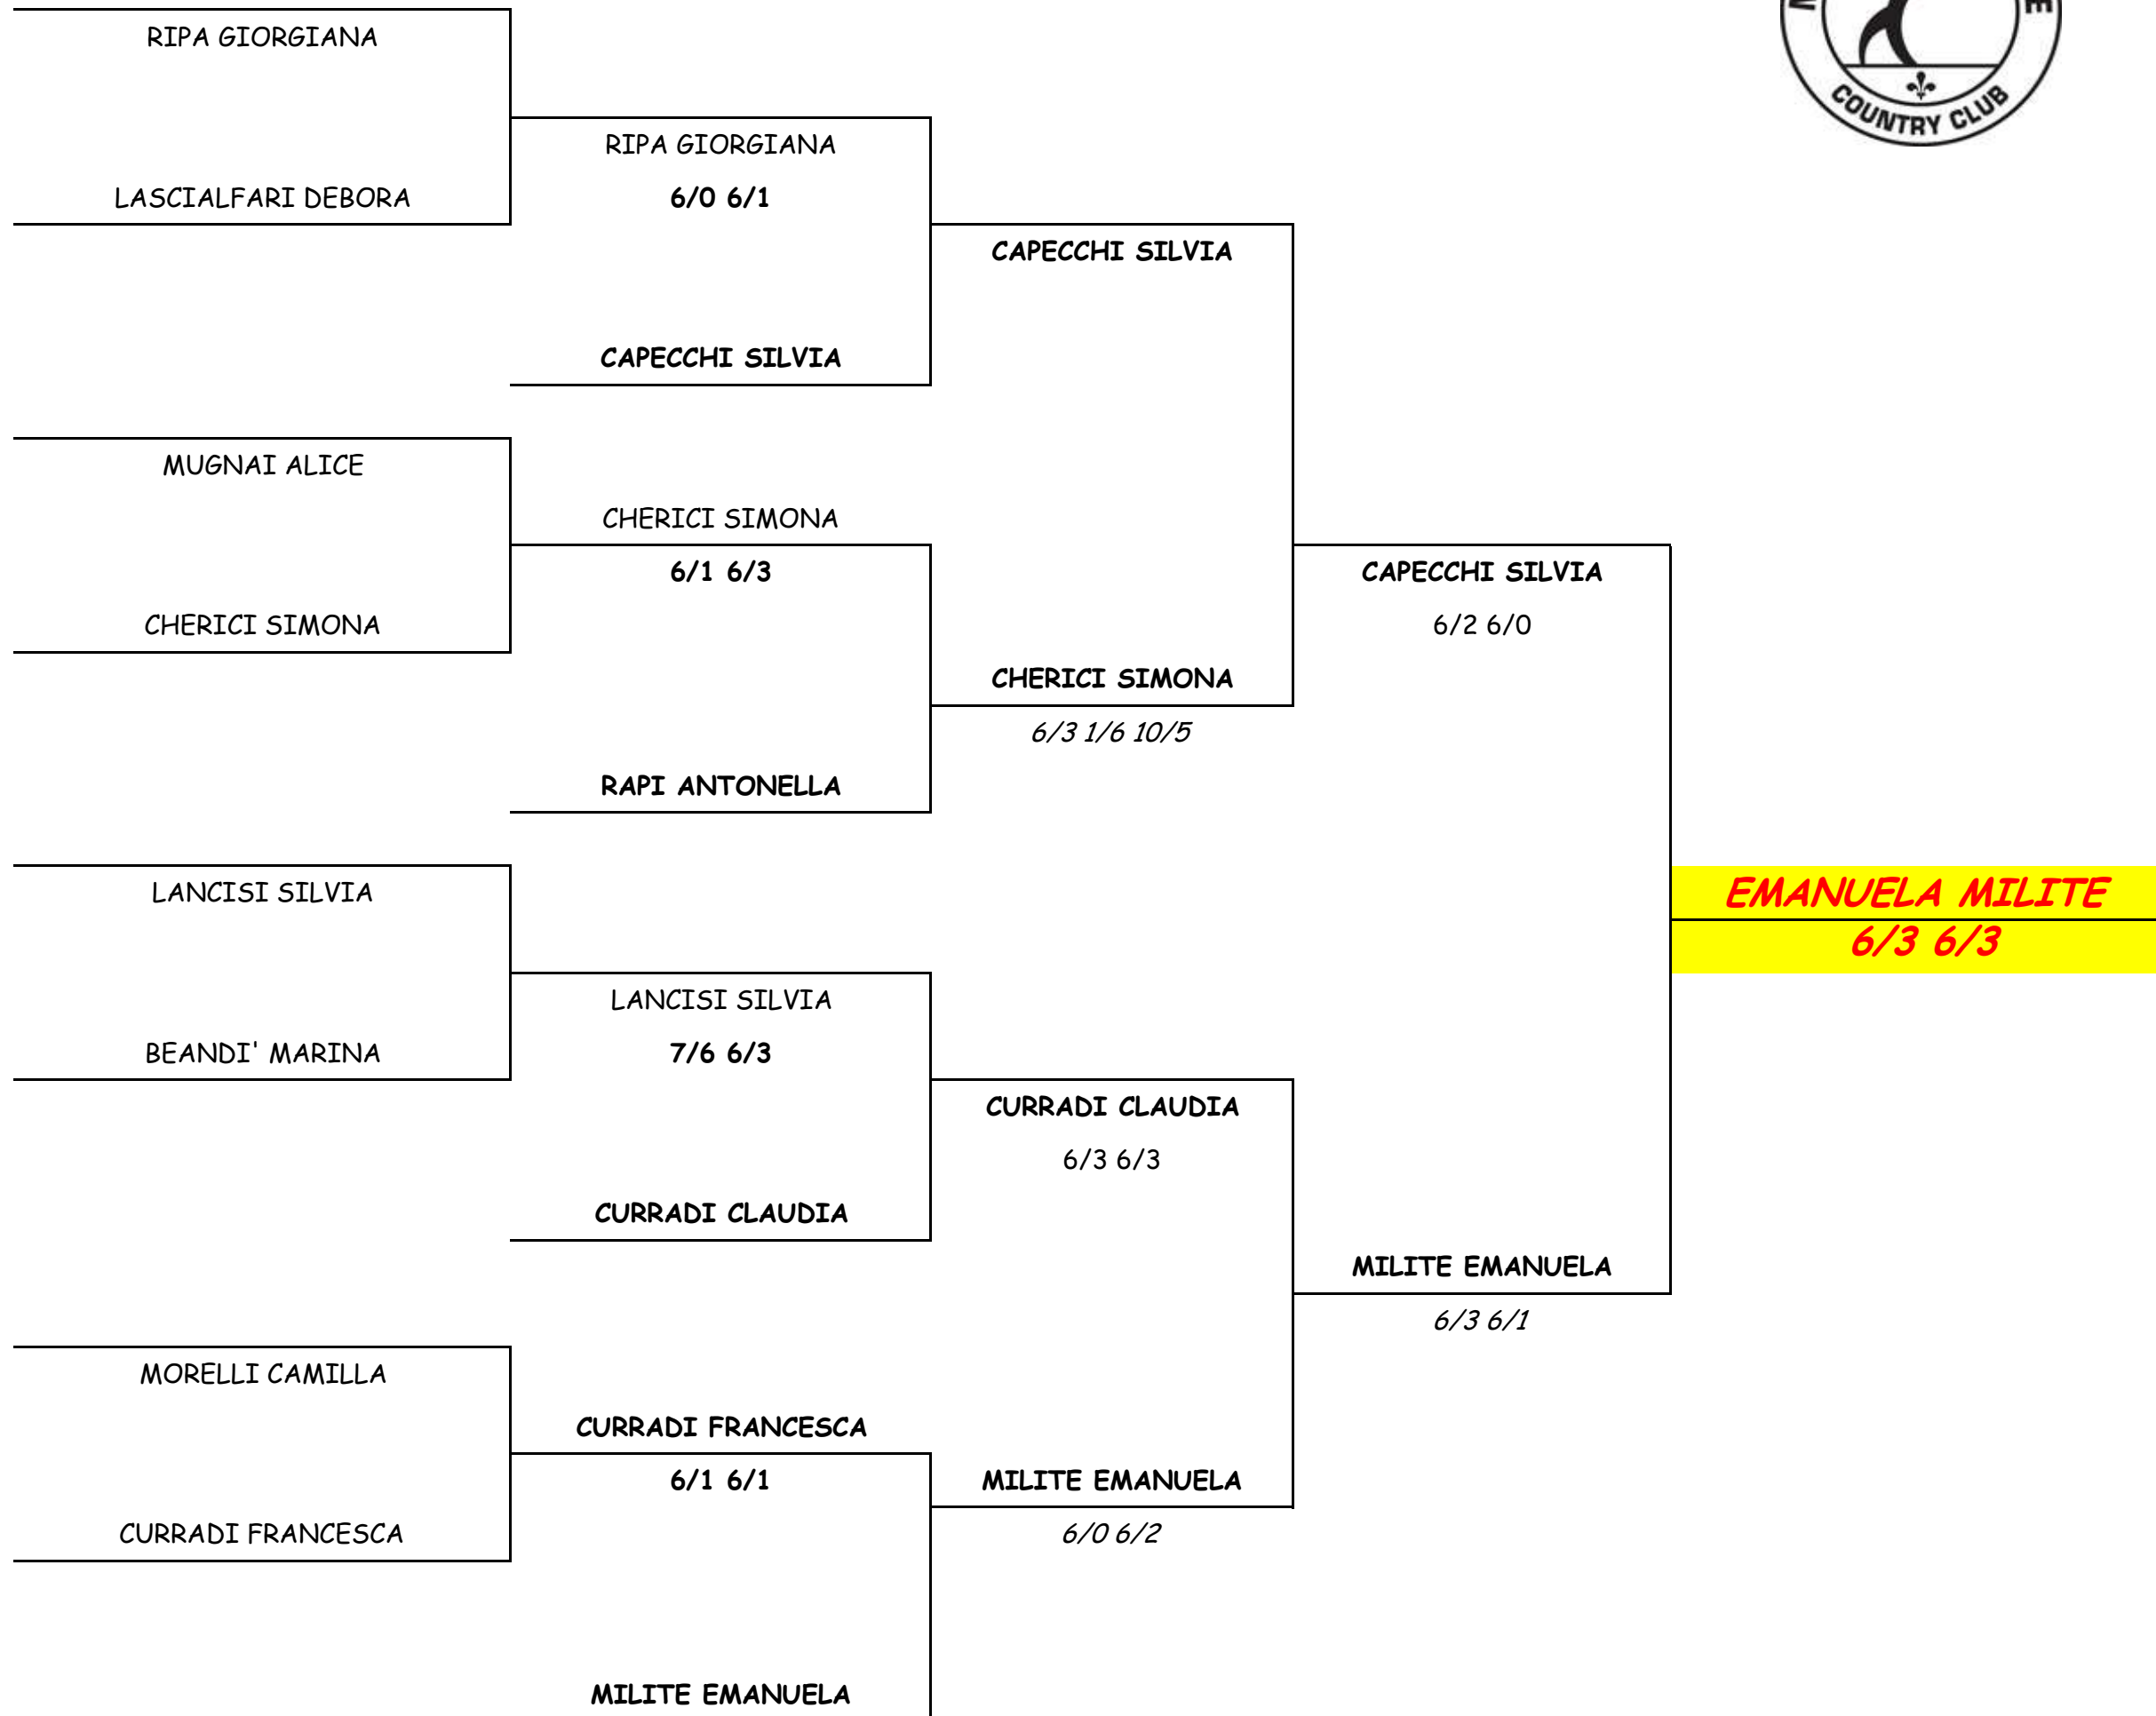 COUNTRY CLUB
RIPA GIORGIANA
RIPA GIORGIANA
LASCIALFARI DEBORA
6/0 6/1
CAPECCHI SILVIA
CAPECCHI SILVIA
MUGNAI ALICE
CHERICI SIMONA
6/1 6/3
CAPECCHI SILVIA
CHERICI SIMONA
6/2 6/0
CHERICI SIMONA
6/3 1/6 10/5
RAPI ANTONELLA
LANCISI SILVIA
EMANUELA MILITE
6/3 6/3
LANCISI SILVIA
BEANDI' MARINA
7/6 6/3
CURRADI CLAUDIA
6/3 6/3
CURRADI CLAUDIA
MILITE EMANUELA
6/3 6/1
MORELLI CAMILLA
CURRADI FRANCESCA
6/1 6/1
MILITE EMANUELA
CURRADI FRANCESCA
6/0 6/2
MILITE EMANUELA